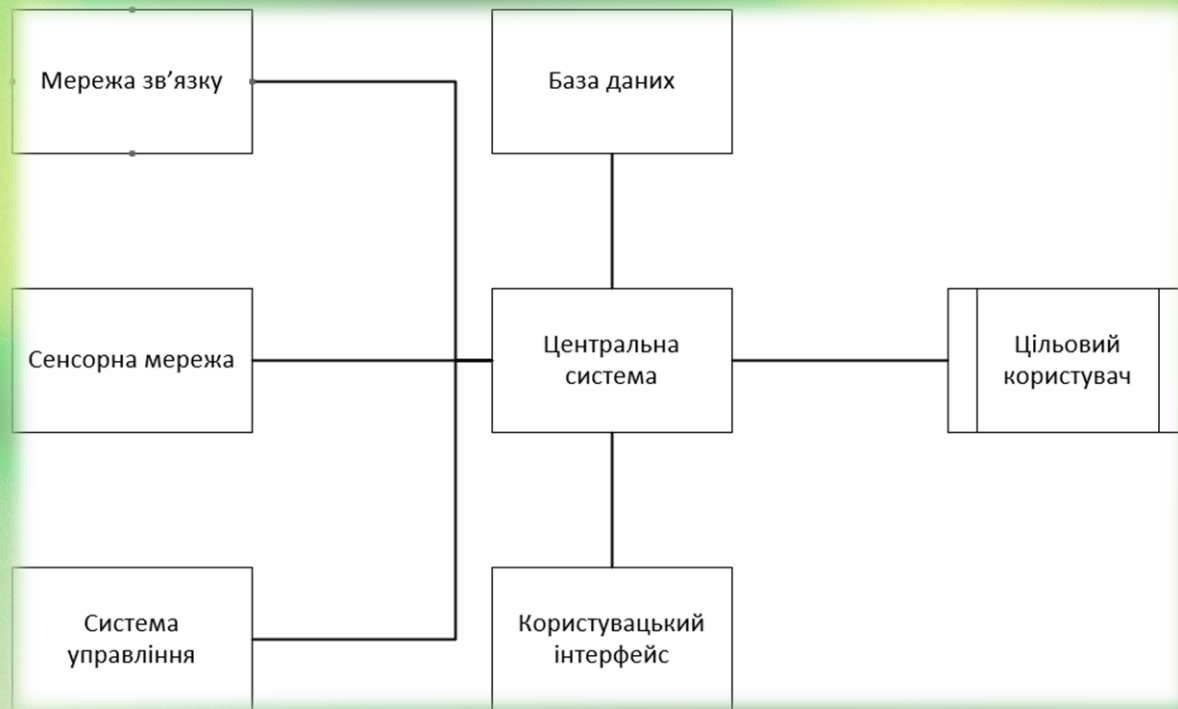 Мережа зв’язку
База даних
Сенсорна мережа
Центральна
система
Цільовий
користувач
Система
управління
Користувацький
інтерфейс